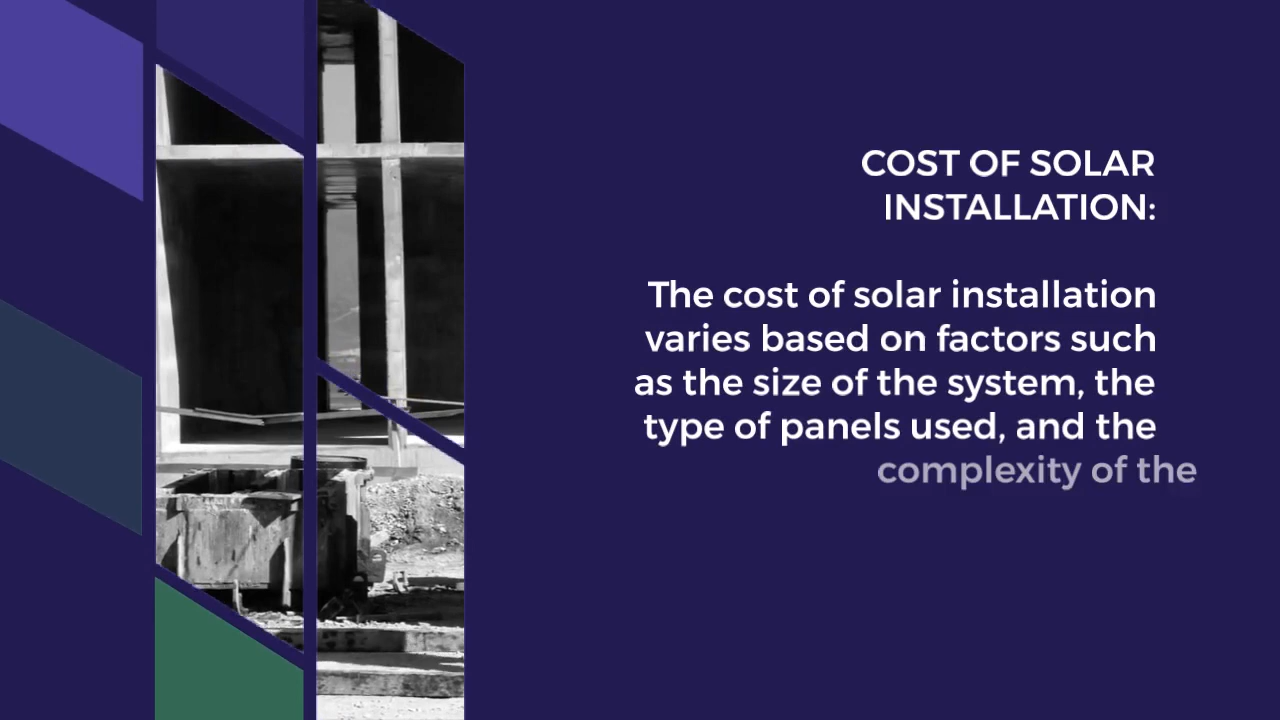 COST OF SOLAR
INSTALLATION:
The cost of solar installation
varies based on factors such
as the size of the system, the
type of panels used, and the
complexity of the